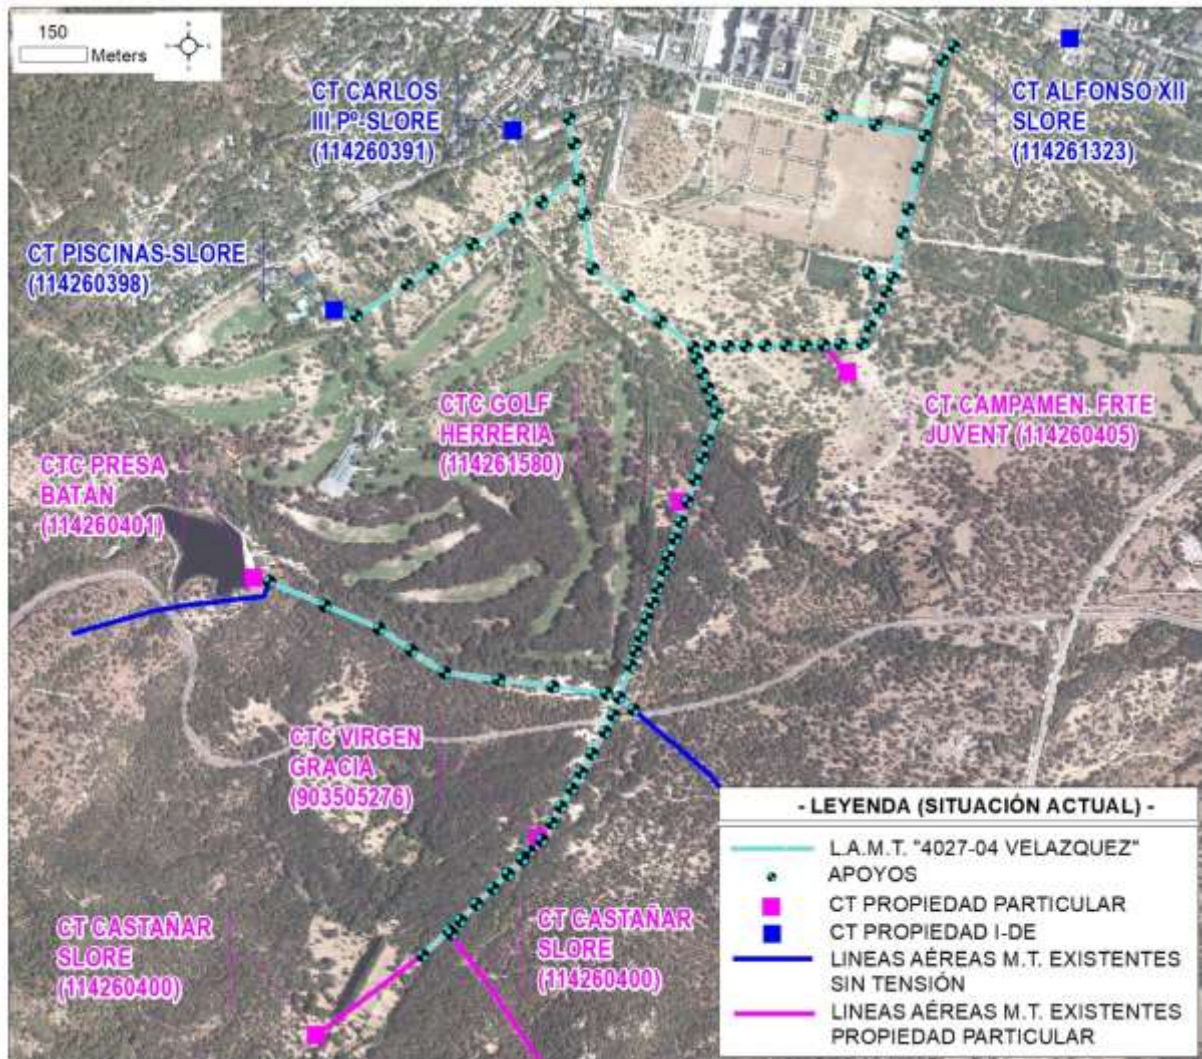 150
Meters
CT CARLOS
III Pº-SLORE
(114260391)
CT ALFONSO XII
SLORE
(114261323)
CT PISCINAS-SLORE
(114260398)
CTC GOLF
HERRERIA
(114261580)
CT CAMPAMEN. FRTE
JUVENT (114260405)
CTC PRESA
BATAN
(114260401)
CTC VIRGEN
GRACIA
(903505276)
CT CASTAÑAR
SLORE
(114260400)
CT CASTAÑAR
SLORE
(114260400)
- LEYENDA (SITUACIÓN ACTUAL) -
L.A.M.T. "4027-04 VELAZQUEZ"
APOYOS
CT PROPIEDAD PARTICULAR
CT PROPIEDAD I-DE
LINEAS AÉREAS M.T. EXISTENTES
SIN TENSIÓN
LINEAS AÉREAS M.T. EXISTENTES
PROPIEDAD PARTICULAR